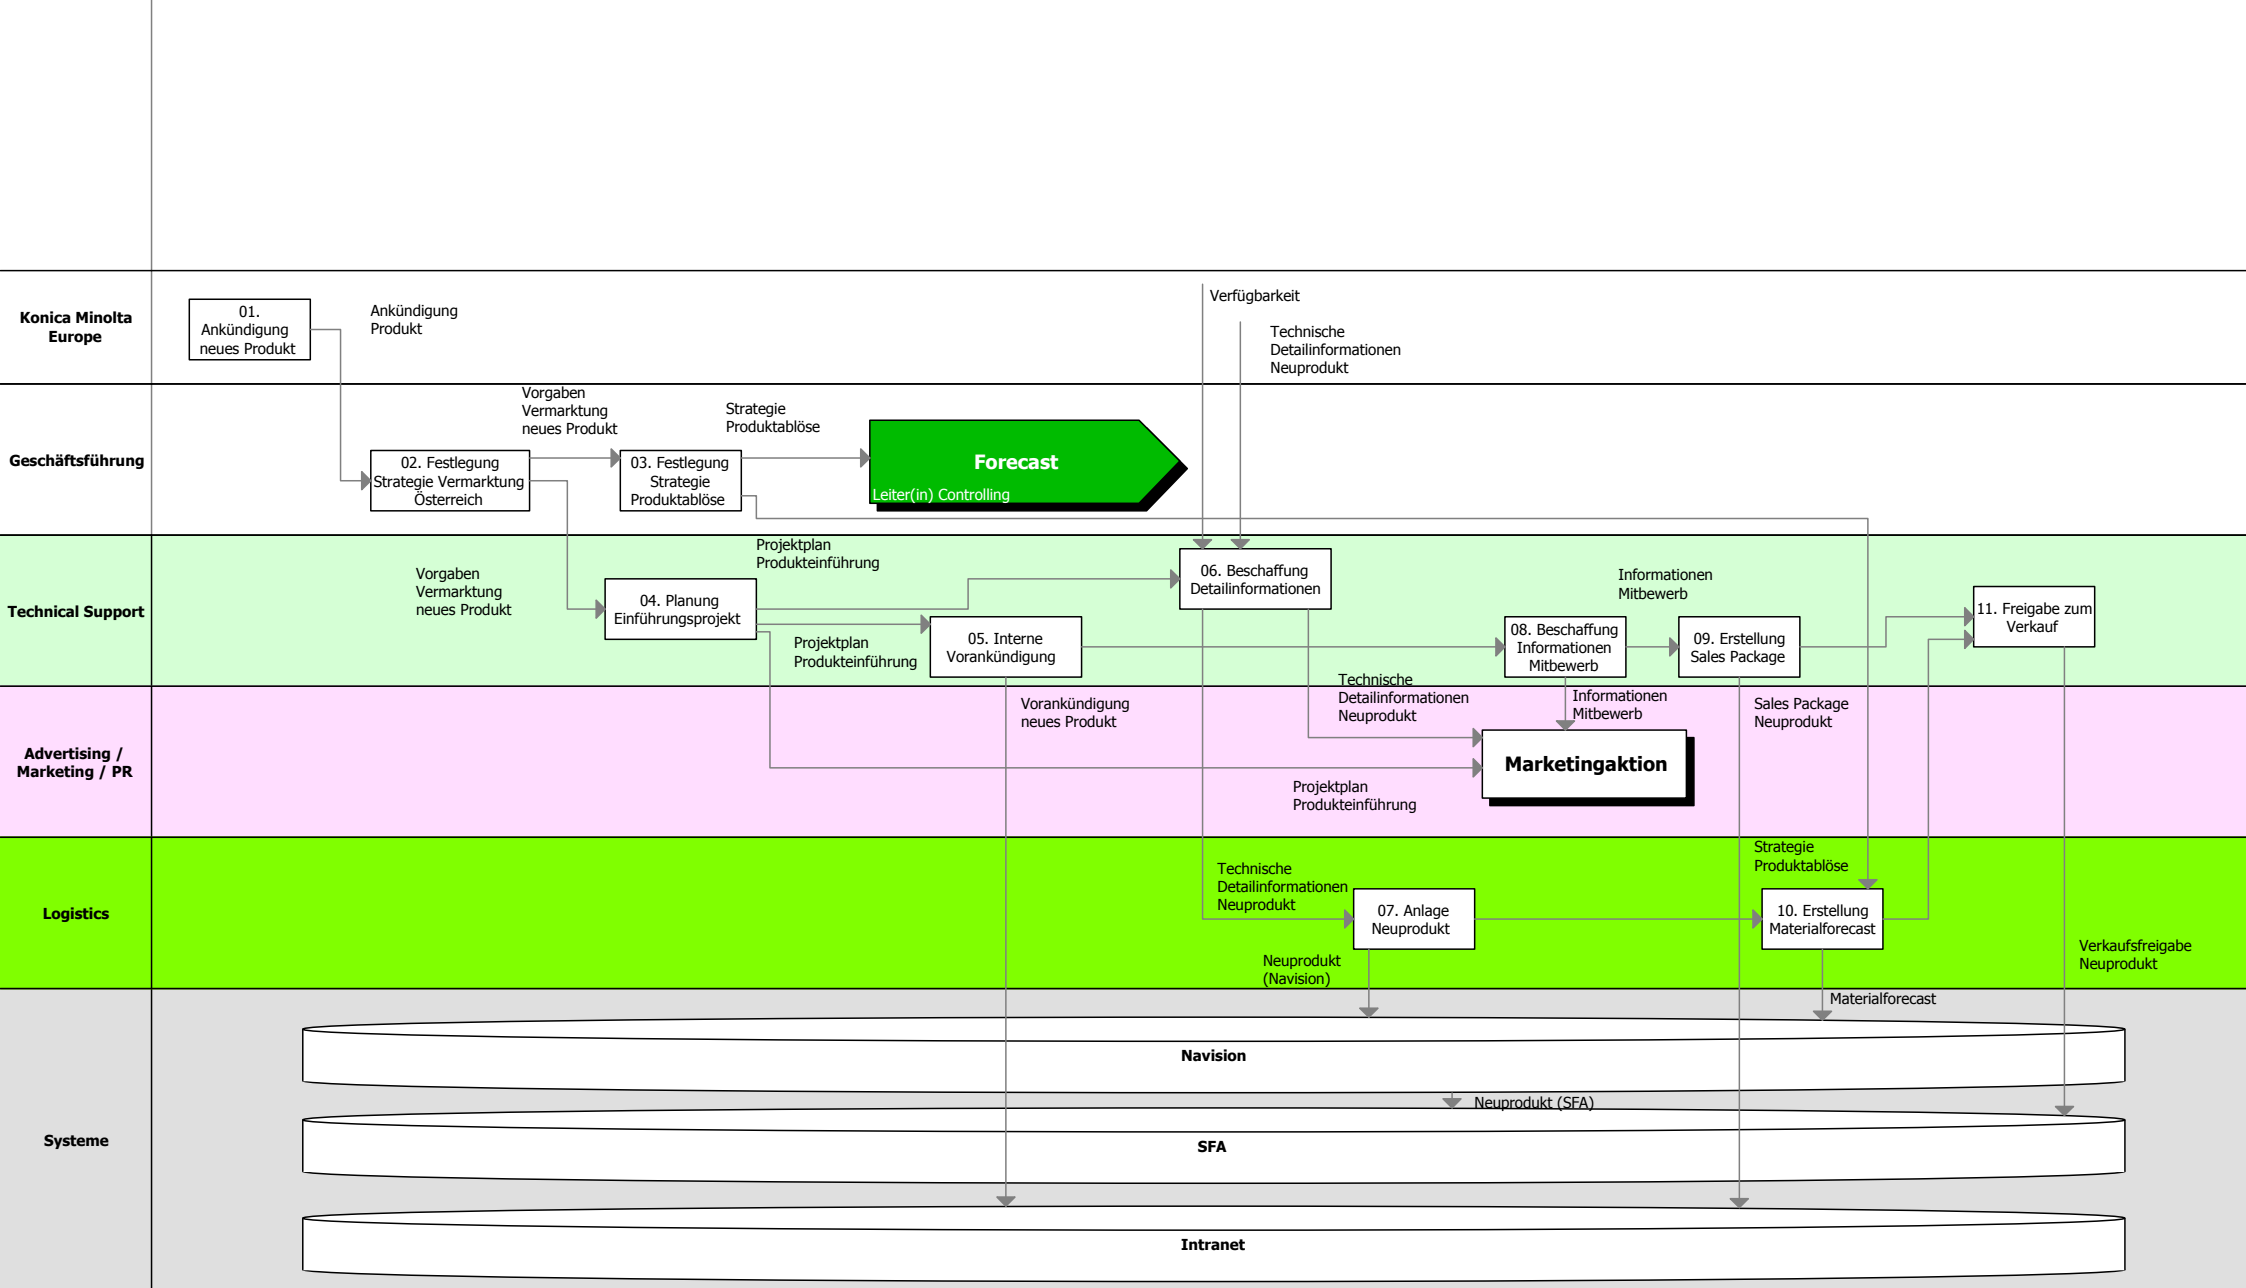 Konica Minolta
Europe
01.
Ankündigung
neues Produkt
Ankündigung
Produkt
Verfügbarkeit
Technische
Detailinformationen
Neuprodukt
Geschäftsführung
Vorgaben
Vermarktung
neues Produkt
Strategie
Produktablöse
02. Festlegung
Strategie Vermarktung
Österreich
03. Festlegung
Strategie
Produktablöse
Forecast
Leiter(in) Controlling
Technical Support
Vorgaben
Vermarktung
neues Produkt
Projektplan
Produkteinführung
04. Planung
Einführungsprojekt
Projektplan
Produkteinführung
05. Interne
Vorankündigung
06. Beschaffung
Detailinformationen
08. Beschaffung
Informationen
Mitbewerb
Informationen
Mitbewerb
09. Erstellung
Sales Package
11. Freigabe zum
Verkauf
Advertising /
Marketing / PR
Vorankündigung
neues Produkt
Technische
Detailinformationen
Neuprodukt
Informationen
Mitbewerb
Sales Package
Neuprodukt
Marketingaktion
Projektplan
Produkteinführung
Logistics
Technische
Detailinformationen
Neuprodukt
07. Anlage
Neuprodukt
Strategie
Produktablöse
10. Erstellung
Materialforecast
Neuprodukt
(Navision)
Verkaufsfreigabe
Neuprodukt
Materialforecast
Systeme
Navision
Neuprodukt (SFA)
SFA
Intranet